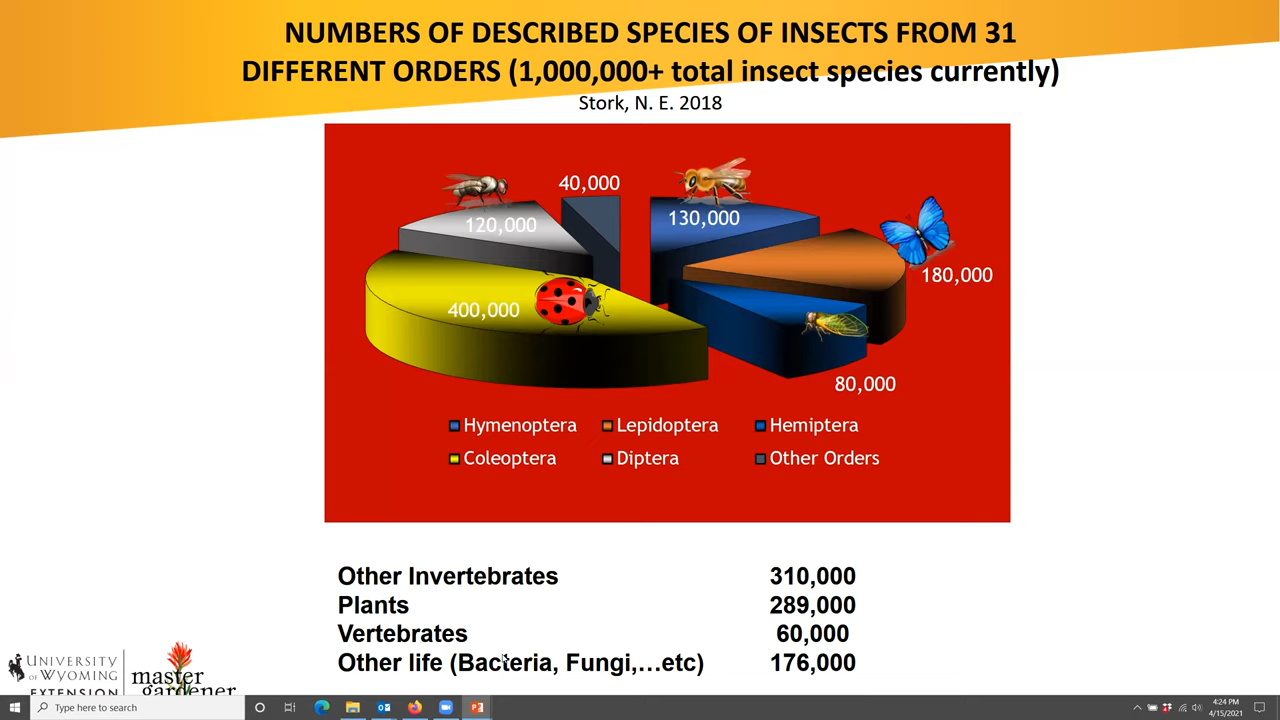 NUMBERS OF DESCRIBED SPECIES OF INSECTS FROM 31
DIFFERENT ORDERS (1,000,000+ total insect species currently)
Stork, N. E. 2018
40,000
130,000
120,000
180,000
400,000
80,000
Hymenoptera Lepidoptera Hemiptera
Coleoptera Diptera Other Orders
Other Invertebrates 310,000
Plants 289,000
Vertebrates 60,000
Other life (Bacteria, Fungi,...etc) 176,000
UNIVERSITY
OF WYOMING
EXTENSION
master
gardener
Type here to search
4:24 PM
4/15/2021